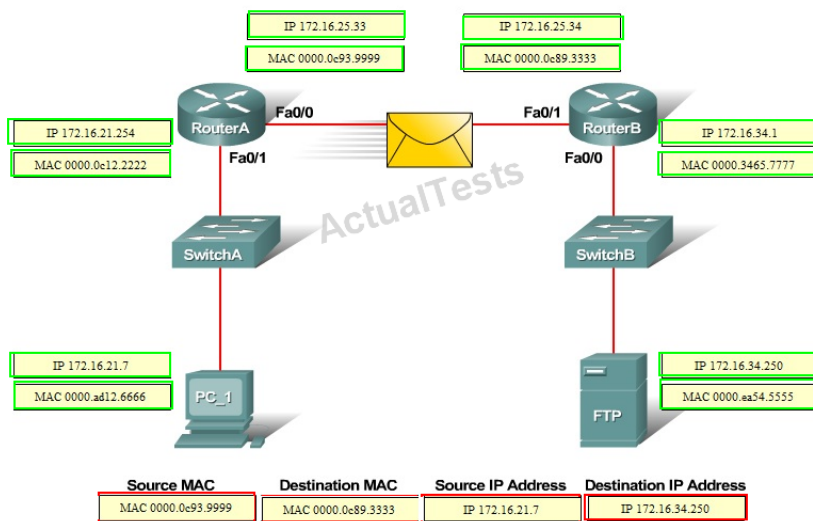 IP 172.16.25.33
IP 172.16.25.34
MAC 0000.0c93.9999
MAC 0000.0c89.3333
Fa0/0
Fa0/1
RouterA
RouterB
IP 172.16.21.254
IP 172.16.34.1
MAC 0000.0c12.2222
Fa0/1
Fa0/0
MAC 0000.3465.7777
ActualTests
SwitchA
SwitchB
IP 172.16.21.7
IP 172.16.34.250
MAC 0000.ad12.6666
PC_1
MAC 0000.ea54.5555
FTP
Source MAC Destination MAC Source IP Address Destination IP Address
MAC 0000.0c93.9999 MAC 0000.0c89.3333 IP 172.16.21.7 IP 172.16.34.250